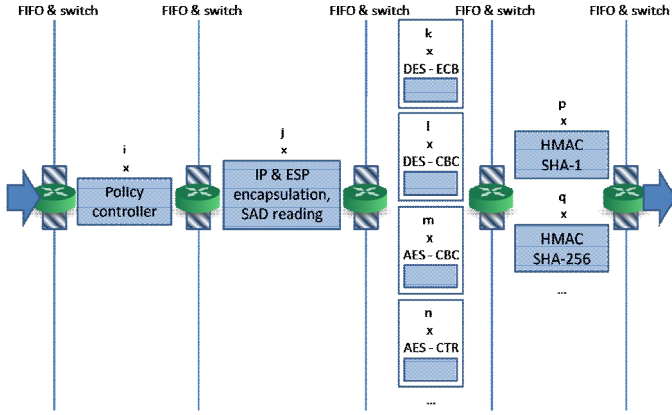 FIFO & switch
FIFO & switch
FIFO & switch
FIFO & switch
FIFO & switch
i
x
Policy
controller
j
x
IP & ESP
encapsulation,
SAD reading
k
x
DES - ECB
l
x
DES - CBC
m
x
AES - CBC
n
x
AES - CTR
...
p
x
HMAC
SHA-1
q
x
HMAC
SHA-256
...